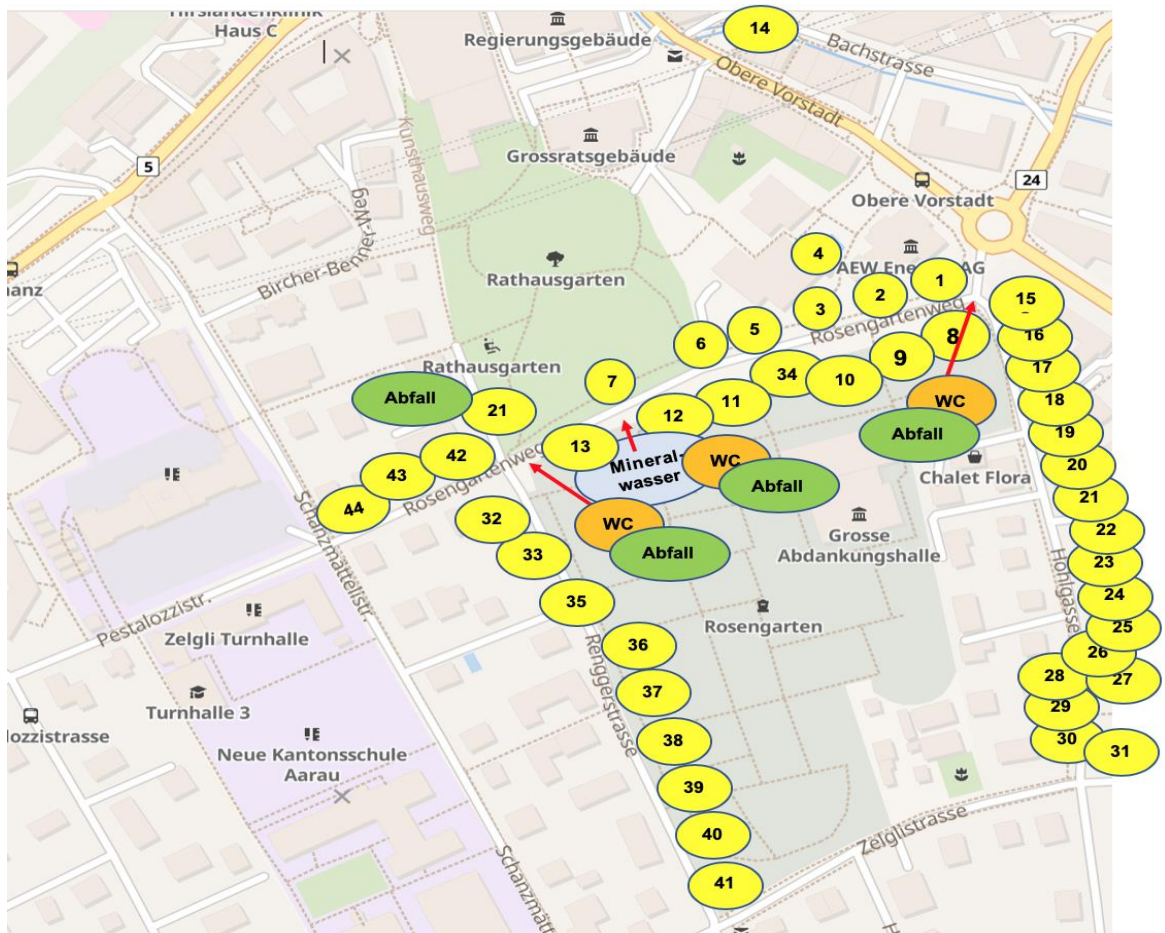 Hirslandenklinik
Haus C
Regierungsgebäude
14
Bachstrasse
Obere Vorstadt
5
Kunsthausweg
Grossratsgebäude
24
Obere Vorstadt
4
AEW
AG
1
Rathausgarten
2
15
3
Rosengartenweg
5
8
16
6
9
17
Rathausgarten
34
10
7
Abfall
21
11
WC
18
12
Abfall
19
13
Mineral-
wasser
WC
Abfall
Chalet Flora
20
42
43
Rosengartenweg
44
21
32
WC
Abfall
Grosse
Abdankungshalle
22
33
23
Schanzmättelistr.
35
Hohlgasse
24
Pestalozzistr.
Zelgli Turnhalle
Rosengarten
25
36
Renggerstrasse
26
37
28
27
Turnhalle 3
29
lozzistrasse
38
30
31
Neue Kantonsschule
Aarau
39
40
Zelglistrasse
41
Schanzmätt